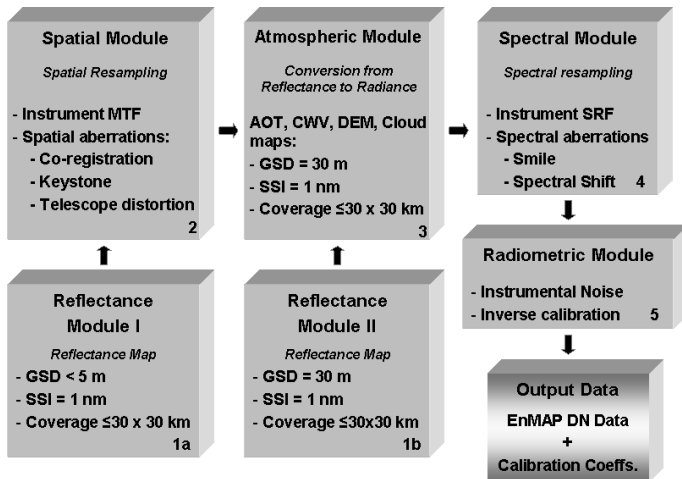 Spatial Module
Spatial Resampling
- Instrument MTF
- Spatial aberrations:
- Co-registration
- Keystone
- Telescope distortion
2
Atmospheric Module
Conversion from
Reflectance to Radiance
AOT, CWV, DEM, Cloud
maps:
- GSD = 30 m
- SSI = 1 nm
- Coverage ≤30 x 30 km
3
Spectral Module
Spectral resampling
- Instrument SRF
- Spectral aberrations
- Smile
- Spectral Shift 4
Reflectance
Module I
Reflectance Map
- GSD < 5 m
- SSI = 1 nm
- Coverage ≤30 x 30 km
1a
Reflectance
Module II
Reflectance Map
- GSD = 30 m
- SSI = 1 nm
- Coverage ≤30x30 km
1b
Radiometric Module
- Instrumental Noise
- Inverse calibration 5
Output Data
EnMAP DN Data
+
Calibration Coeffs.